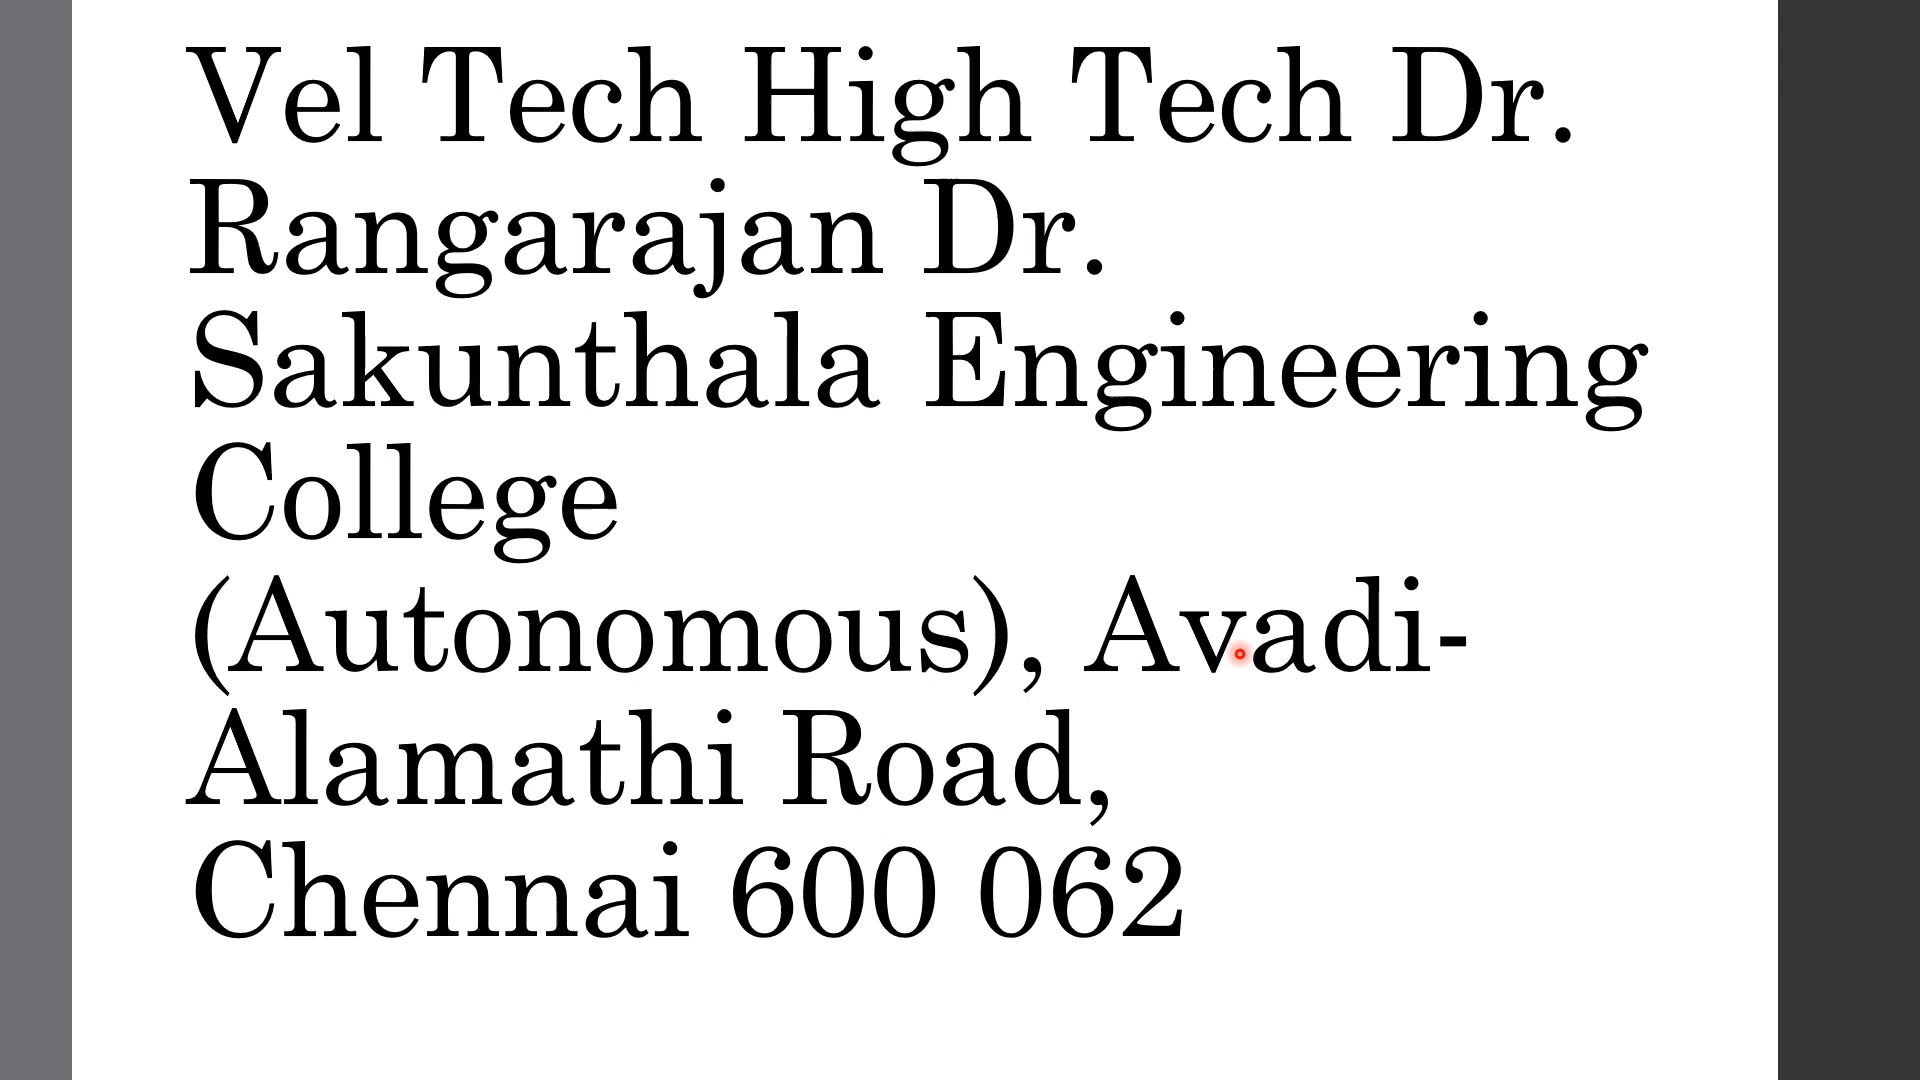 Vel Tech High Tech Dr.
Rangarajan Dr.
Sakunthala Engineering
College
(Autonomous), Avadi-
Alamathi Road,
Chennai 600 062